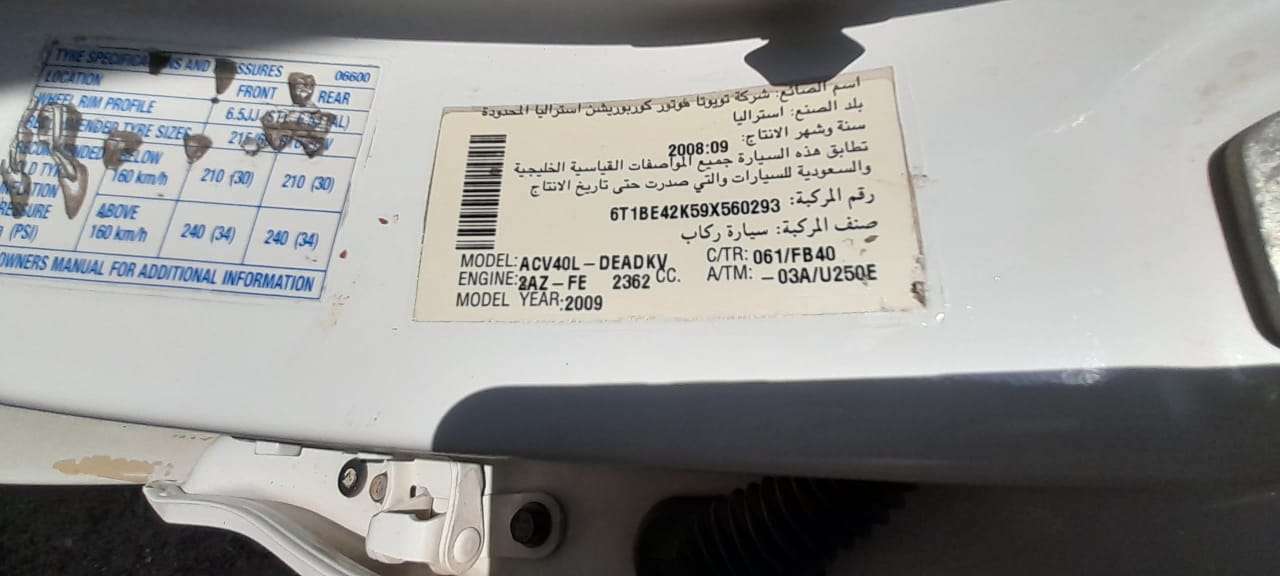 TYRE SPECIFICATIONS AND PRESSURES 06600
LOCATION FRONT REAR
WHEEL RIM PROFILE 6.5JJ
TYRE SIZES 215/
BELOW 160 km/h 210 (30) 210 (30)
ABOVE 160 km/h 240 (34) 240 (34)
(PSI)
OWNERS MANUAL FOR ADDITIONAL INFORMATION
اسم الصانع: شركة تويوتا موتور كوربوريشن استراليا المحدودة
بلد الصنع: استراليا
سنة وشهر الانتاج: 2008:09
تطابق هذه السيارة جميع المواصفات القياسية الخليجية
والسعودية للسيارات والتي صدرت حتى تاريخ الانتاج
رقم المركبة: 6T1BE42K59X560293
صنف المركبة: سيارة ركاب
MODEL: ACV40L-DEADKV C/TR: 061/FB40
ENGINE: 2AZ-FE 2362 CC. A/TM: -03A/U250E
MODEL YEAR: 2009